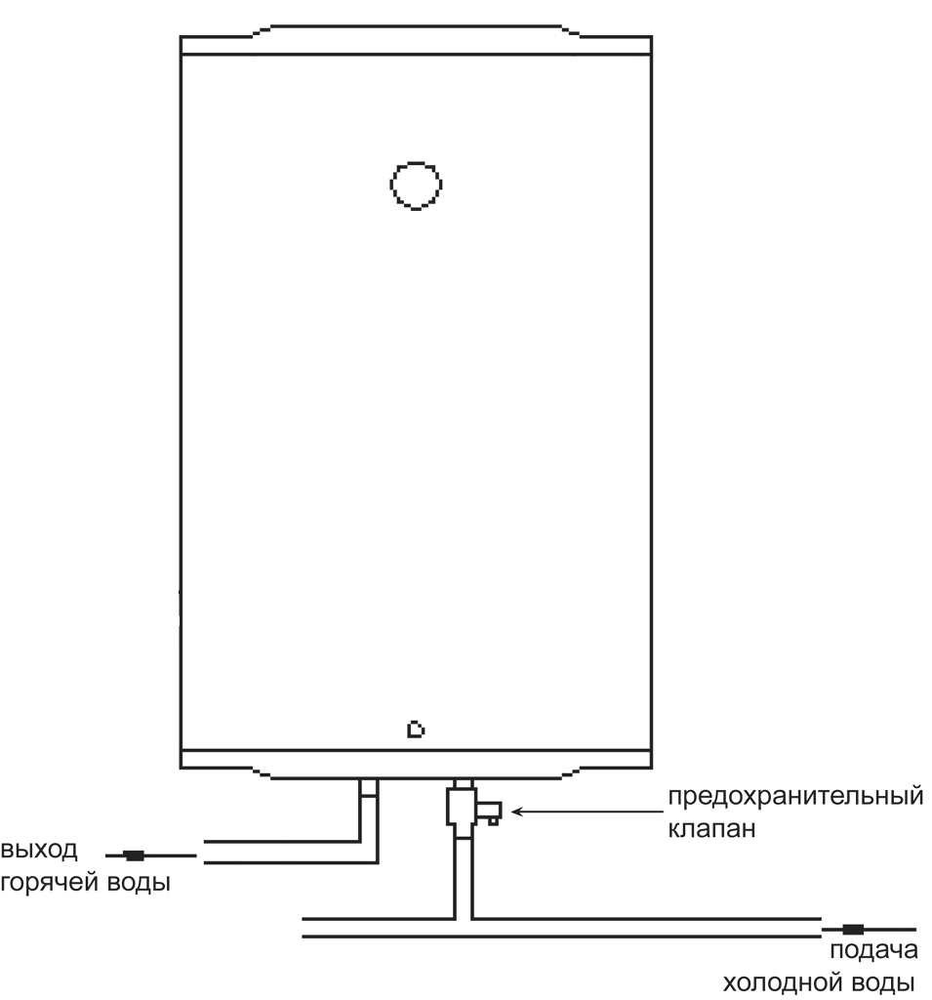 предохранительный
клапан
выход
горячей воды
подача
холодной воды